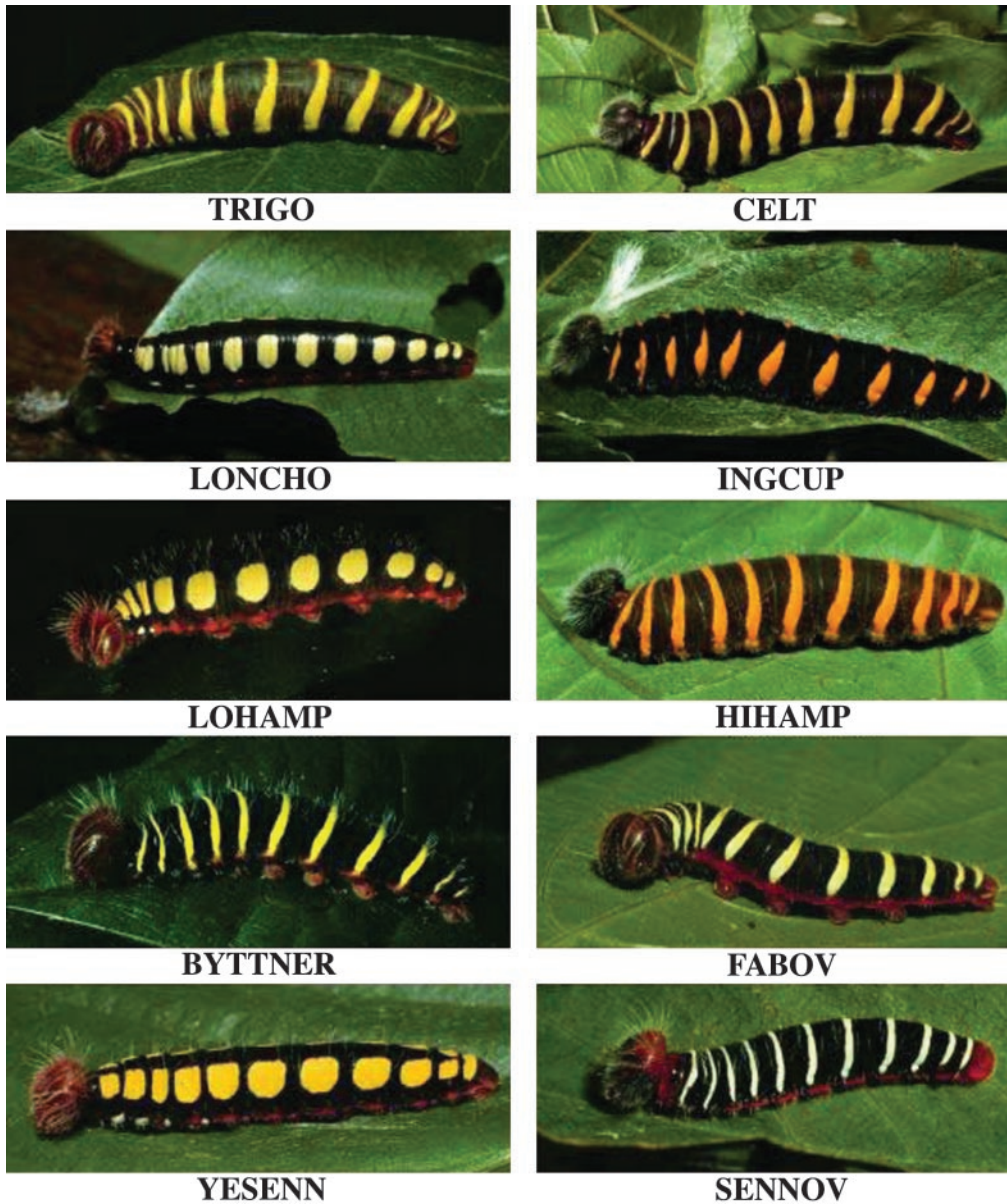 TRIGO
CELT
LONCHO
INGCUP
LOHAMP
HIHAMP
BYTTNER
FABOV
YESENN
SENNOV